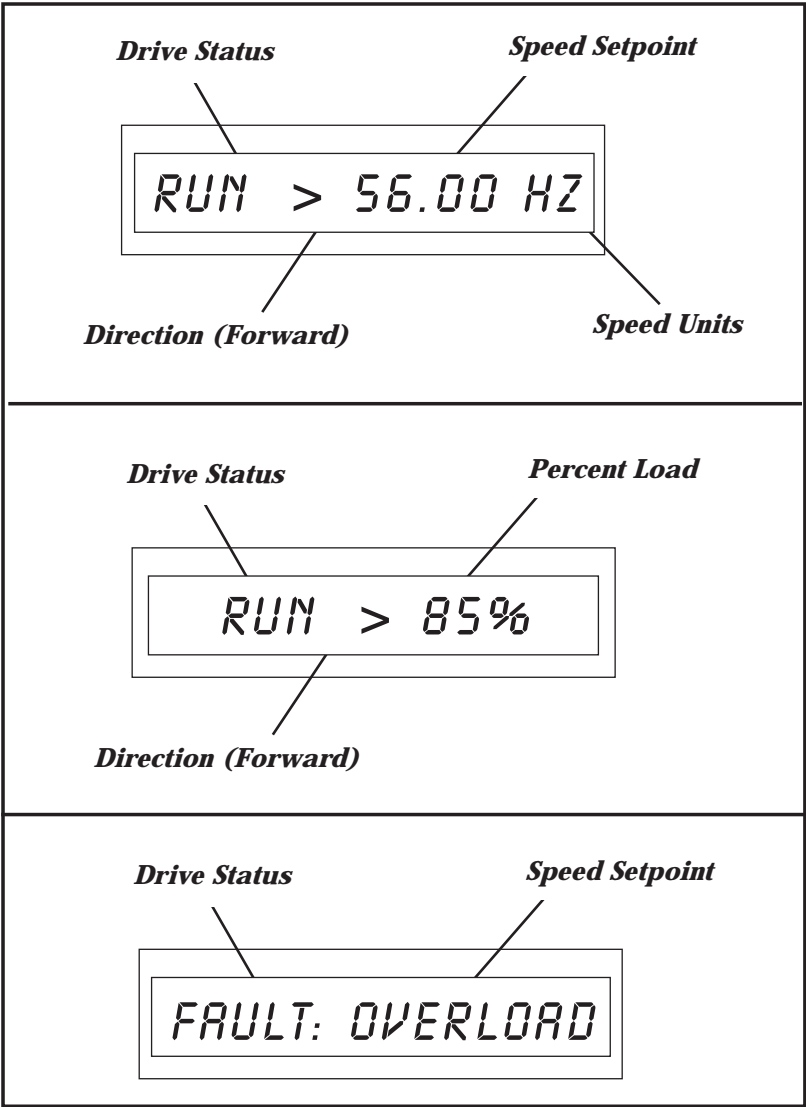 Drive Status
Speed Setpoint
RUN > 56.00 HZ
Direction (Forward)
Speed Units
Drive Status
Percent Load
RUN > 85%
Direction (Forward)
Drive Status
Speed Setpoint
FAULT: OVERLOAD